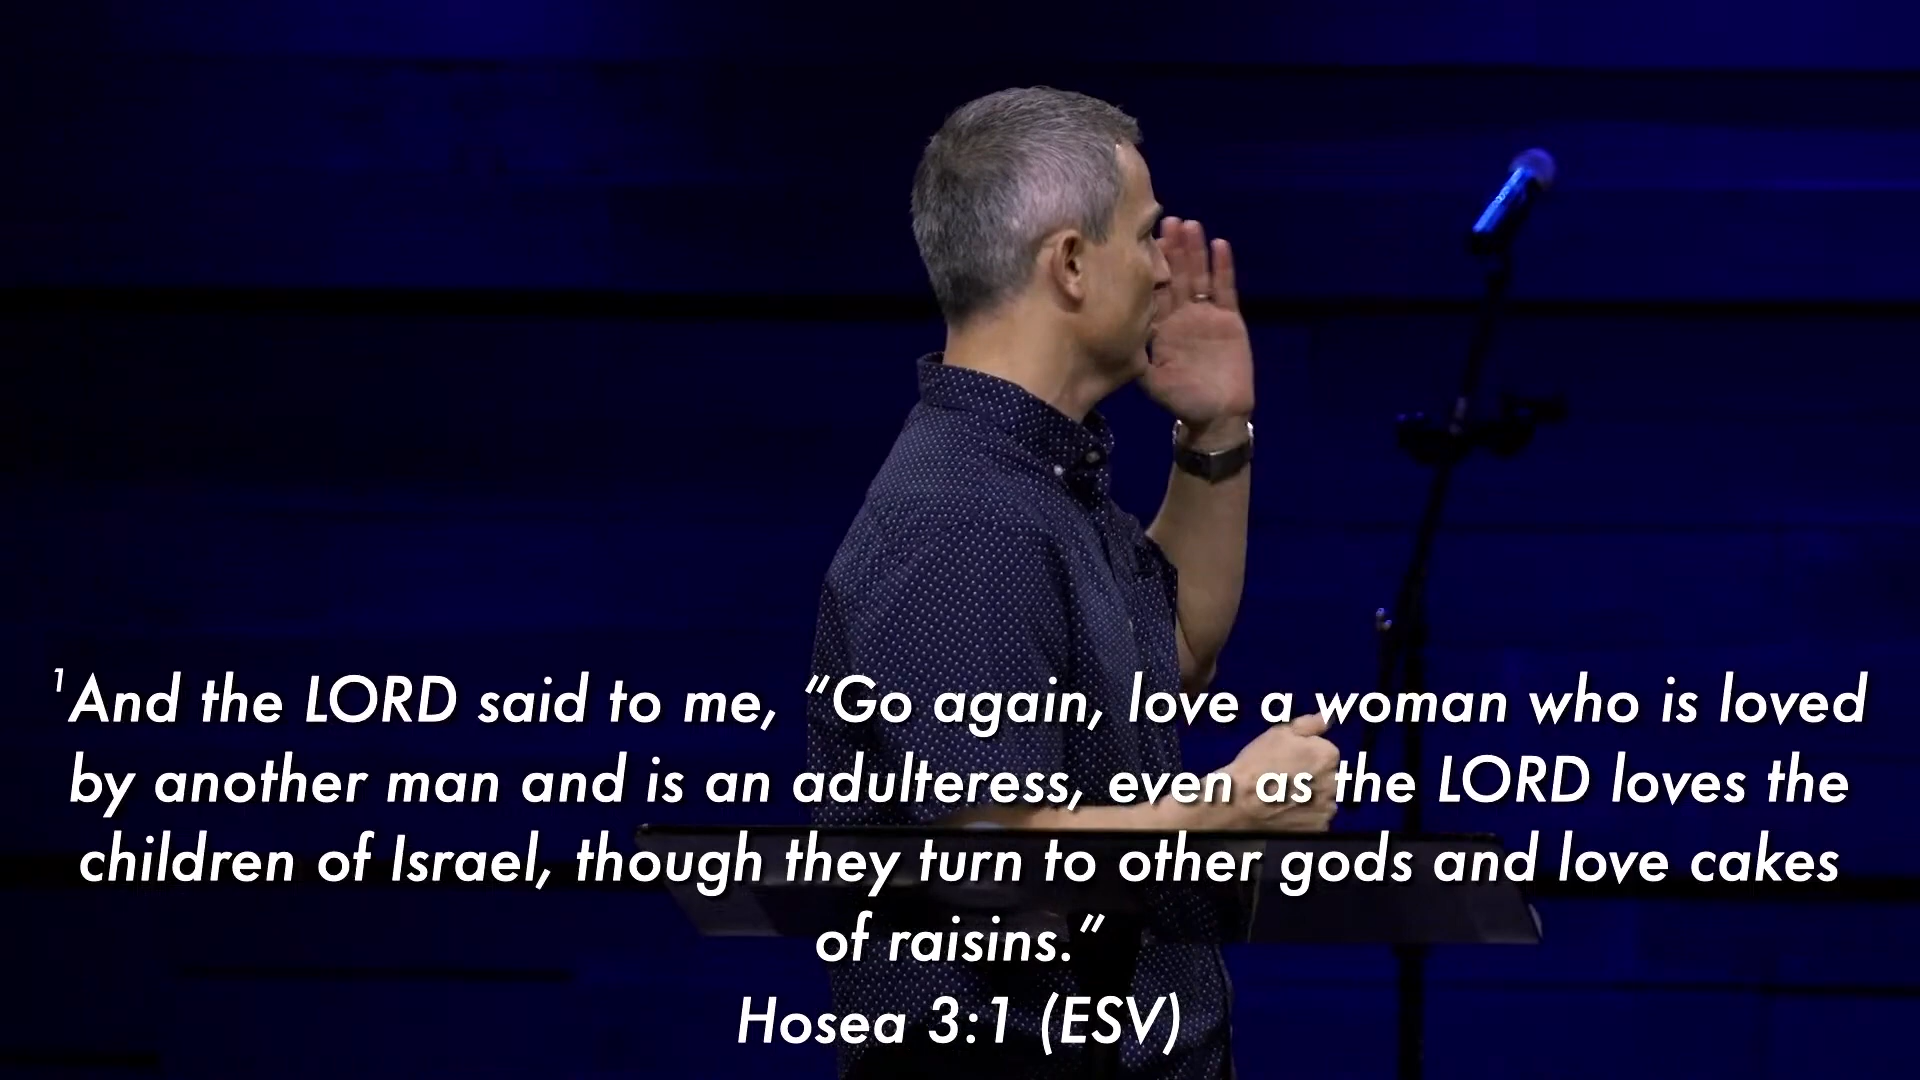 ¹And the LORD said to me, “Go again, love a woman who is loved
by another man and is an adulteress, even as the LORD loves the
children of Israel, though they turn to other gods and love cakes
of raisins.”
Hosea 3:1 (ESV)